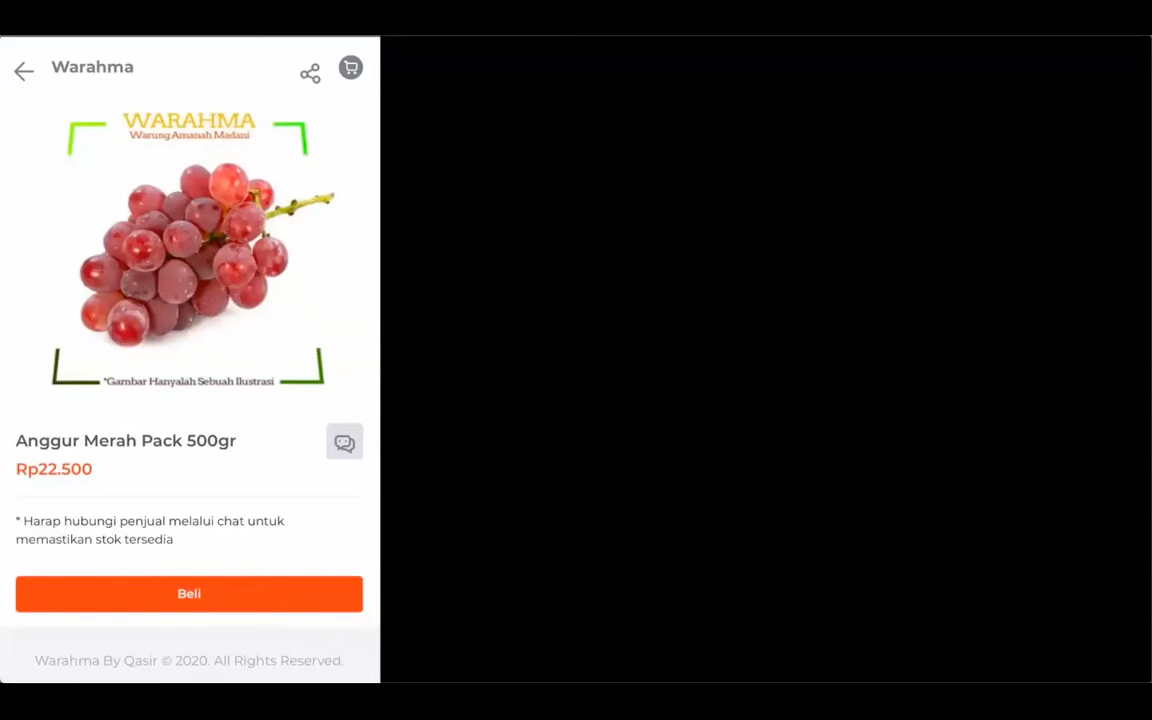 Warahma
WARAHMA
Warung Amanah Madani
*Gambar Hanyalah Sebuah Ilustrasi
Anggur Merah Pack 500gr
Rp22.500
* Harap hubungi penjual melalui chat untuk
memastikan stok tersedia
Beli
Warahma By Qasir © 2020. All Rights Reserved.